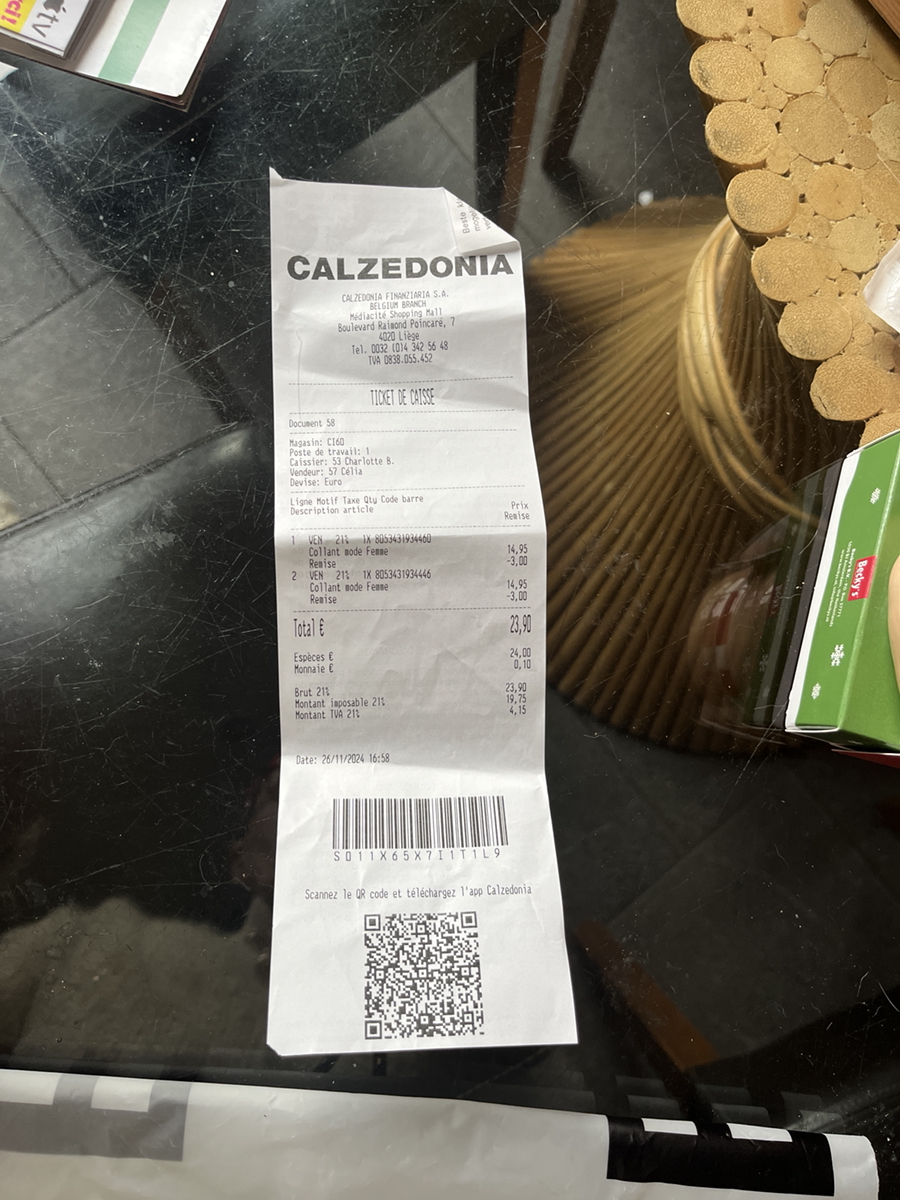 CALZEDONIA
CALZEDONIA FINANZIARIA S.A.
BELGIUM BRANCH
Médiacité Shopping Mall
Boulevard Raimond Poincaré, 7
4020 Liège
Tel. 0032 (0)4 342 56 48
TVA 0838.055.452
TICKET DE CAISSE
Document 58
Magasin: CI60
Poste de travail: 1
Caissier: 53 Charlotte B.
Vendeur: 57 Célia
Devise: Euro
Ligne Motif Taxe Qty Code barre
Description article Prix
Remise
1 VEN 21% 1X 8053431934460
Collant mode Femme 14,95
Remise -3,00
2 VEN 21% 1X 8053431934446
Collant mode Femme 14,95
Remise -3,00
Total € 23,90
Espèces € 24,00
Monnaie € 0,10
Brut 21% 23,90
Montant imposable 21% 19,75
Montant TVA 21% 4,15
Date: 26/11/2024 16:58
S011X65X7I1T1L9
Scannez le QR code et téléchargez l'app Calzedonia
Beste
tv
Becky's